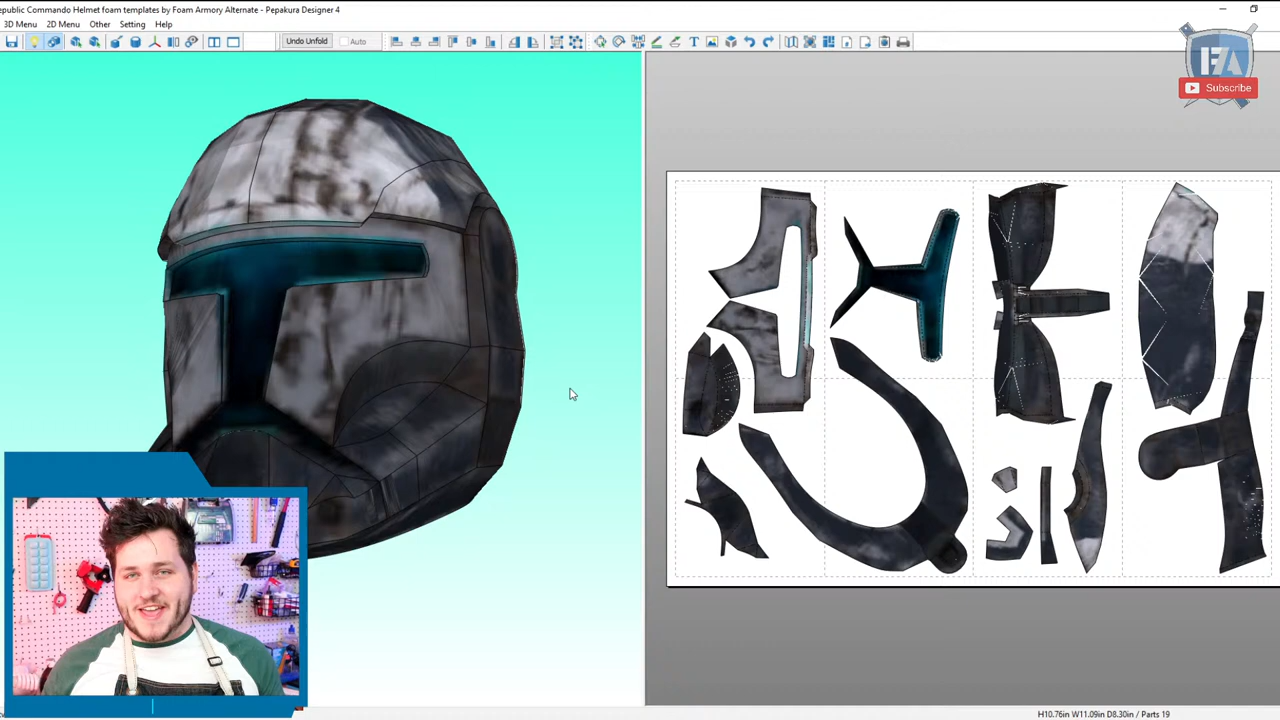 epublic Commando Helmet foam templates by Foam Armory Alternate - Pepakura Designer 4
3D Menu 2D Menu Other Setting Help
Undo Unfold Auto
FA
Subscribe
H10.76in W11.09in D8.30in / Parts 19